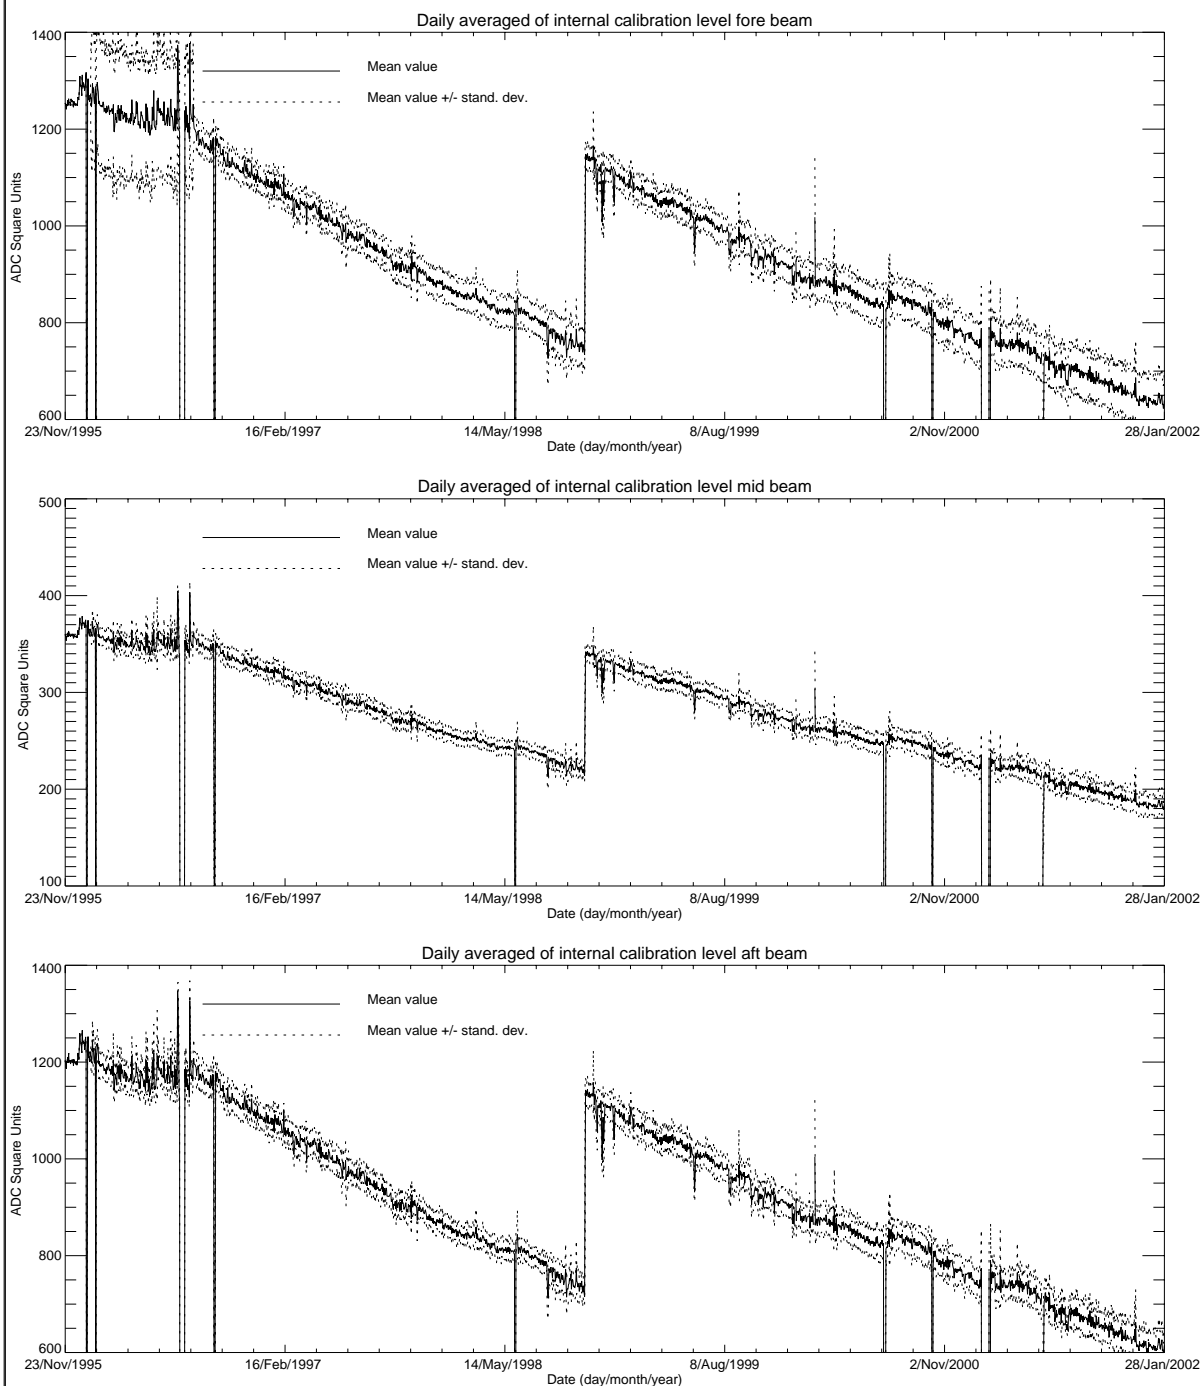 Daily averaged of internal calibration level fore beam
1400
1200
1000
800
600
ADC Square Units
Mean value
Mean value +/- stand. dev.
23/Nov/1995 16/Feb/1997 14/May/1998 8/Aug/1999 2/Nov/2000 28/Jan/2002
Date (day/month/year)
Daily averaged of internal calibration level mid beam
500
400
300
200
100
ADC Square Units
Mean value
Mean value +/- stand. dev.
23/Nov/1995 16/Feb/1997 14/May/1998 8/Aug/1999 2/Nov/2000 28/Jan/2002
Date (day/month/year)
Daily averaged of internal calibration level aft beam
1400
1200
1000
800
600
ADC Square Units
Mean value
Mean value +/- stand. dev.
23/Nov/1995 16/Feb/1997 14/May/1998 8/Aug/1999 2/Nov/2000 28/Jan/2002
Date (day/month/year)